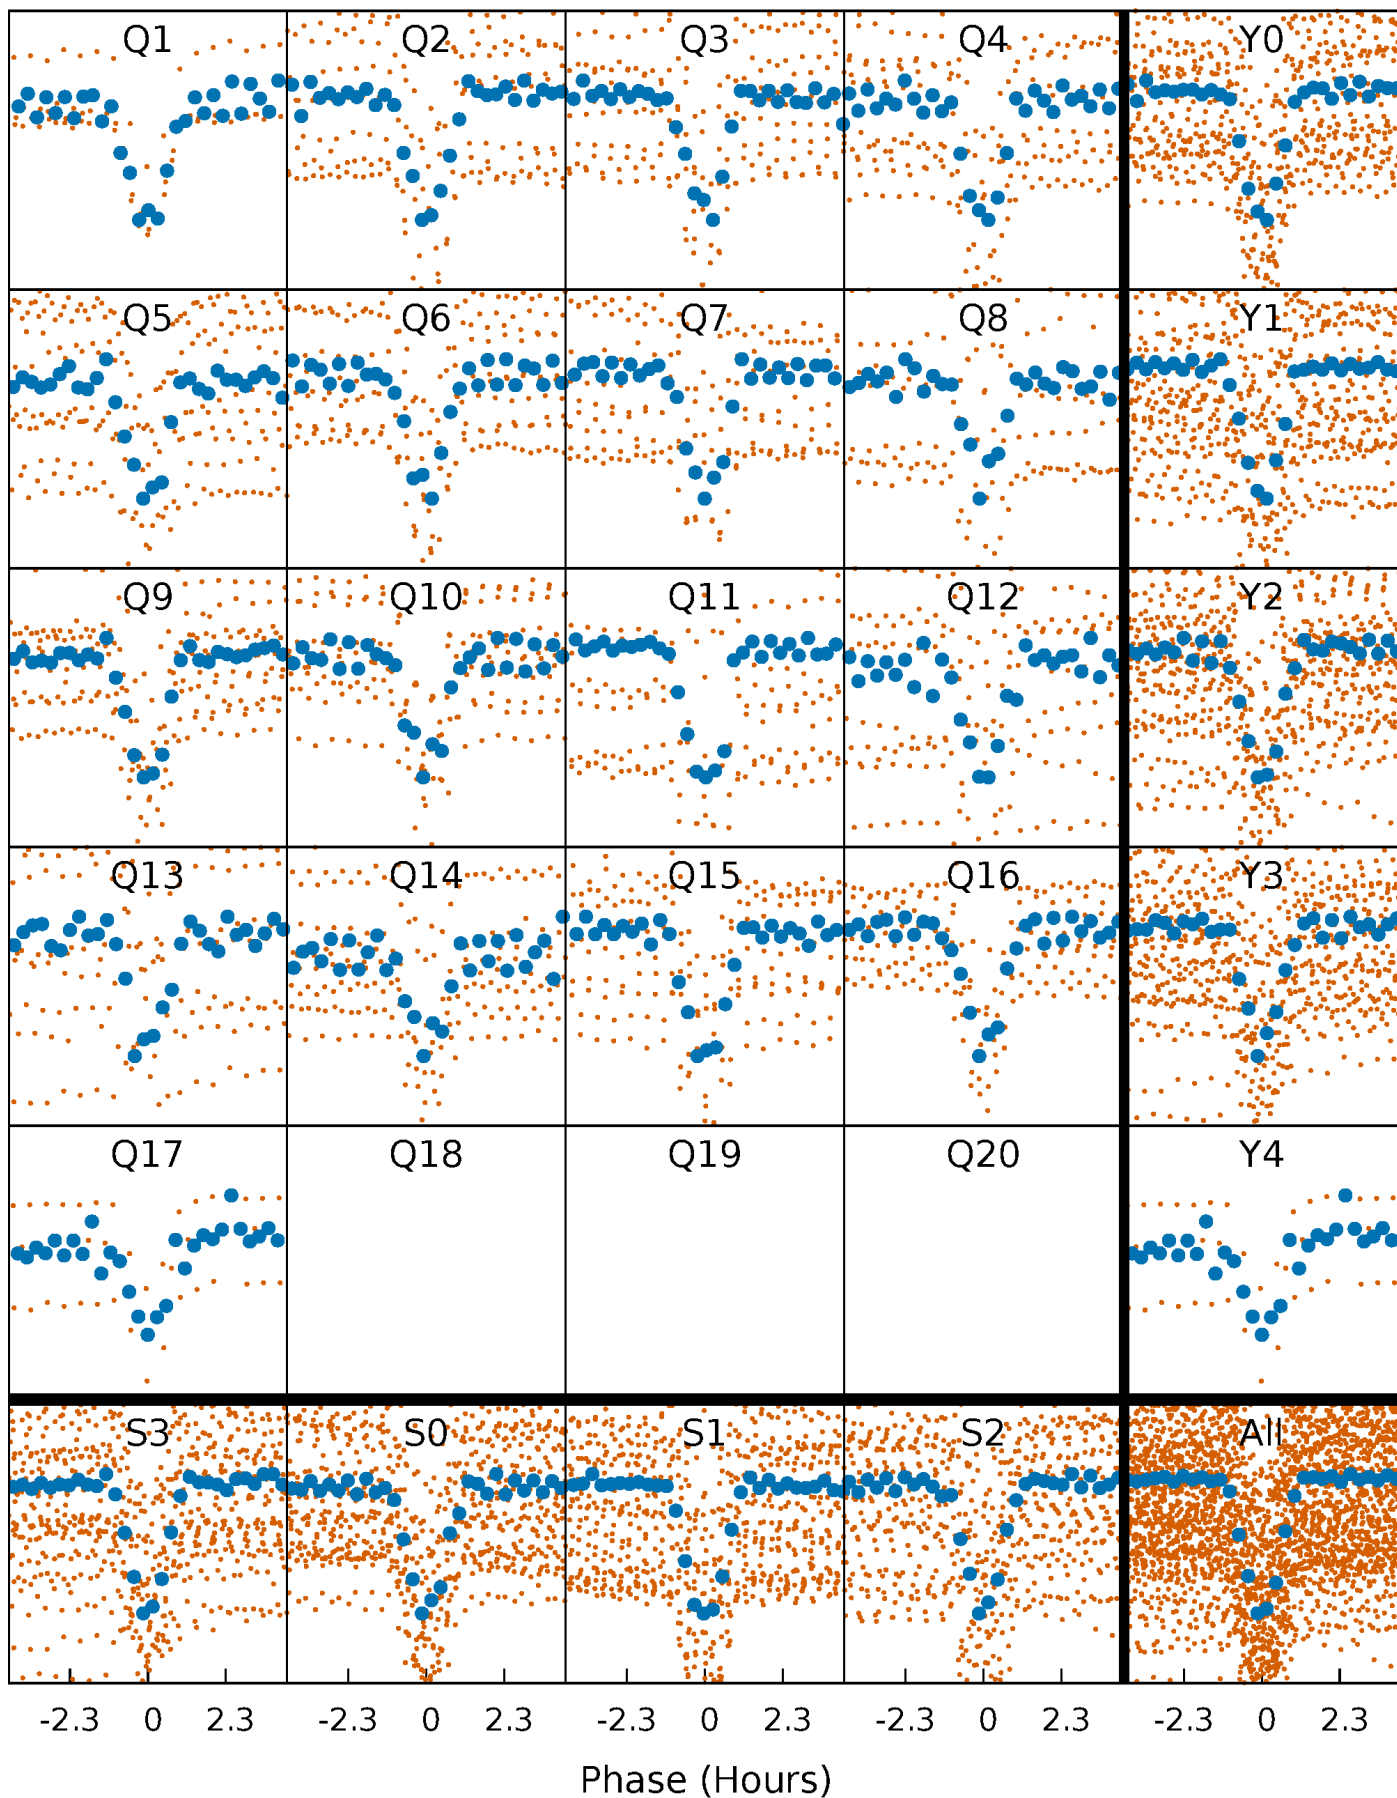 Q1 Q2 Q3 Q4 Y0
Q5 Q6 Q7 Q8 Y1
Q9 Q10 Q11 Q12 Y2
Q13 Q14 Q15 Q16 Y3
Q17 Q18 Q19 Q20 Y4
S3 S0 S1 S2 All
-2.3 0 2.3 -2.3 0 2.3 -2.3 0 2.3 -2.3 0 2.3 -2.3 0 2.3
Phase (Hours)